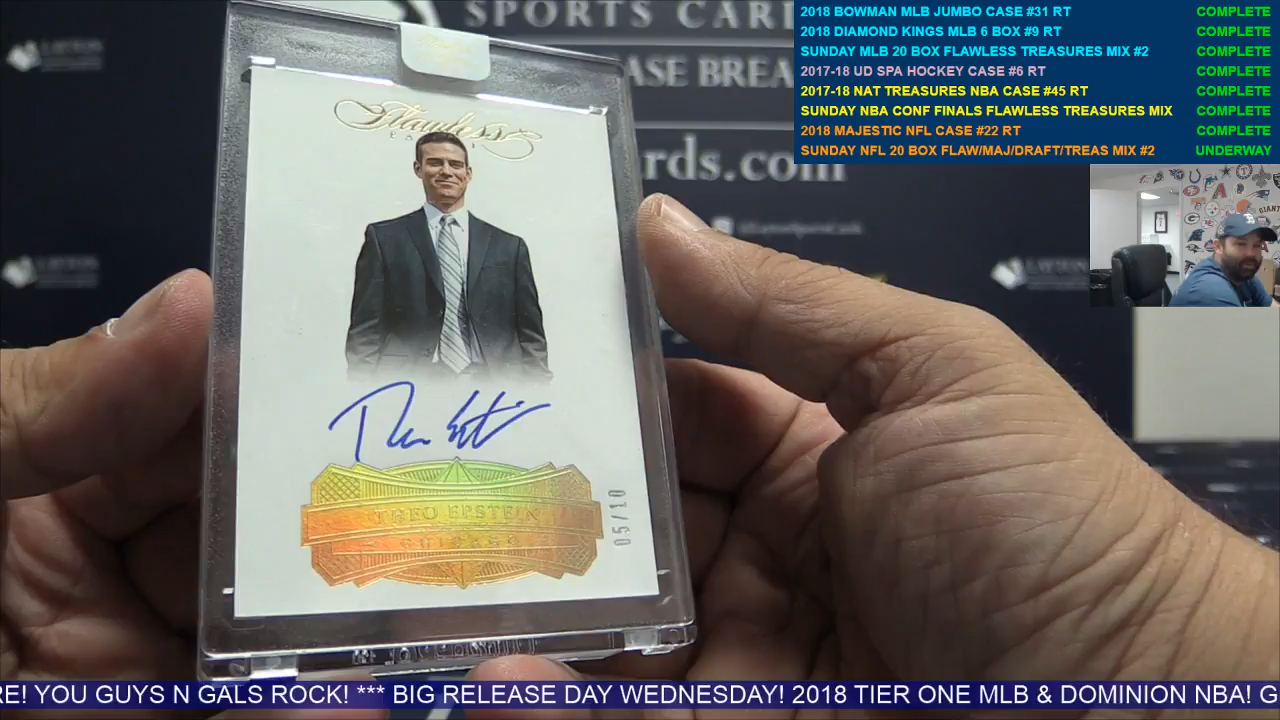 SPORTS CAR
ASE BREA
rds.com
2018 BOWMAN MLB JUMBO CASE #31 RT COMPLETE
2018 DIAMOND KINGS MLB 6 BOX #9 RT COMPLETE
SUNDAY MLB 20 BOX FLAWLESS TREASURES MIX #2 COMPLETE
2017-18 UD SPA HOCKEY CASE #6 RT COMPLETE
2017-18 NAT TREASURES NBA CASE #45 RT COMPLETE
SUNDAY NBA CONF FINALS FLAWLESS TREASURES MIX COMPLETE
2018 MAJESTIC NFL CASE #22 RT COMPLETE
SUNDAY NFL 20 BOX FLAW/MAJ/DRAFT/TREAS MIX #2 UNDERWAY
Flawless
THEO EPSTEIN
CHICAGO
05/10
RE! YOU GUYS N GALS ROCK! *** BIG RELEASE DAY WEDNESDAY! 2018 TIER ONE MLB & DOMINION NBA! G